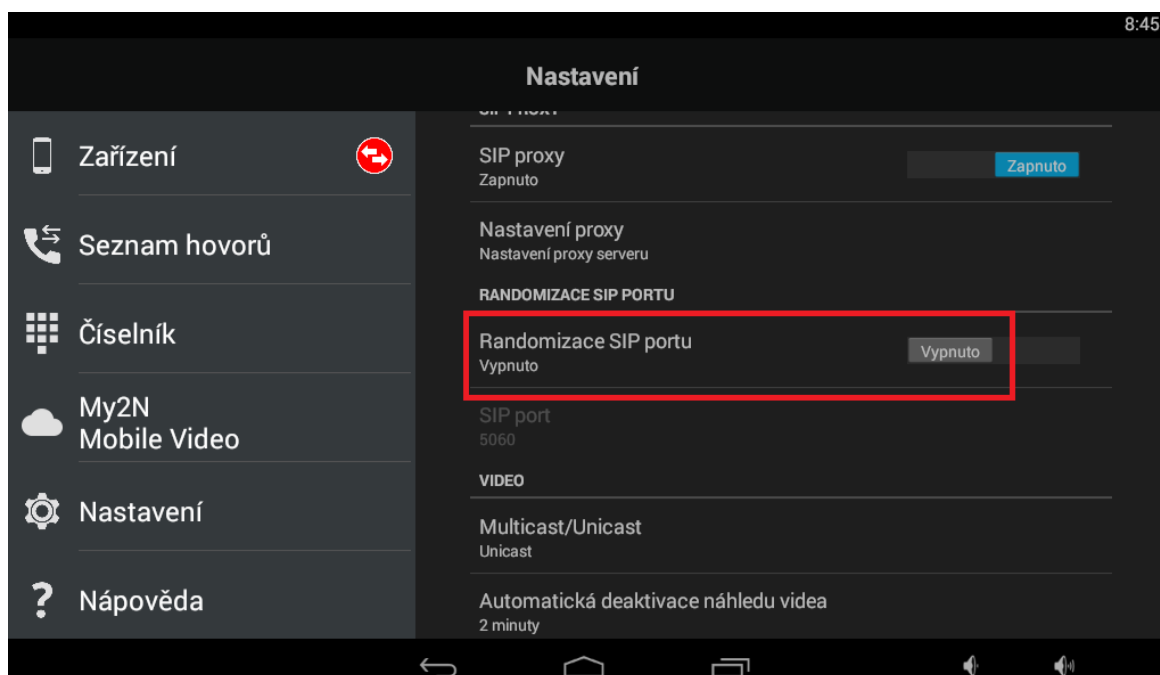 8:45
Nastavení
Zařízení
Seznam hovorů
Číselník
My2N
Mobile Video
Nastavení
Nápověda
SIP PROXY
SIP proxy
Zapnuto
Zapnuto
Nastavení proxy
Nastavení proxy serveru
RANDOMIZACE SIP PORTU
Randomizace SIP portu
Vypnuto
Vypnuto
SIP port
5060
VIDEO
Multicast/Unicast
Unicast
Automatická deaktivace náhledu videa
2 minuty